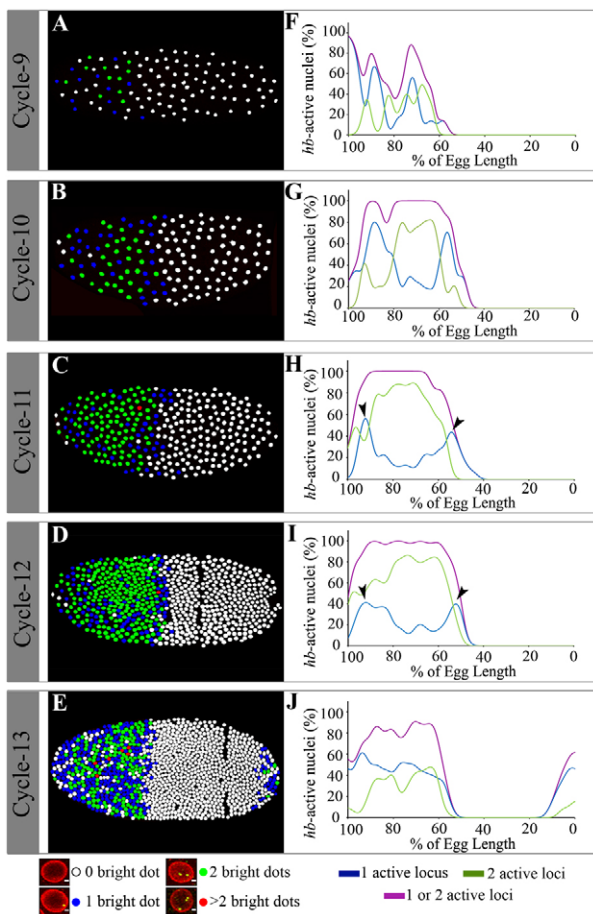 Cycle-9
A
F
hb-active nuclei (%)
100
80
60
40
20
0
100 80 60 40 20 0
% of Egg Length
Cycle-10
B
G
hb-active nuclei (%)
100
80
60
40
20
0
100 80 60 40 20 0
% of Egg Length
Cycle-11
C
H
hb-active nuclei (%)
100
80
60
40
20
0
100 80 60 40 20 0
% of Egg Length
Cycle-12
D
I
hb-active nuclei (%)
100
80
60
40
20
0
100 80 60 40 20 0
% of Egg Length
Cycle-13
E
J
hb-active nuclei (%)
100
80
60
40
20
0
100 80 60 40 20 0
% of Egg Length
0 bright dot
2 bright dots
1 bright dot
>2 bright dots
1 active locus
2 active loci
1 or 2 active loci